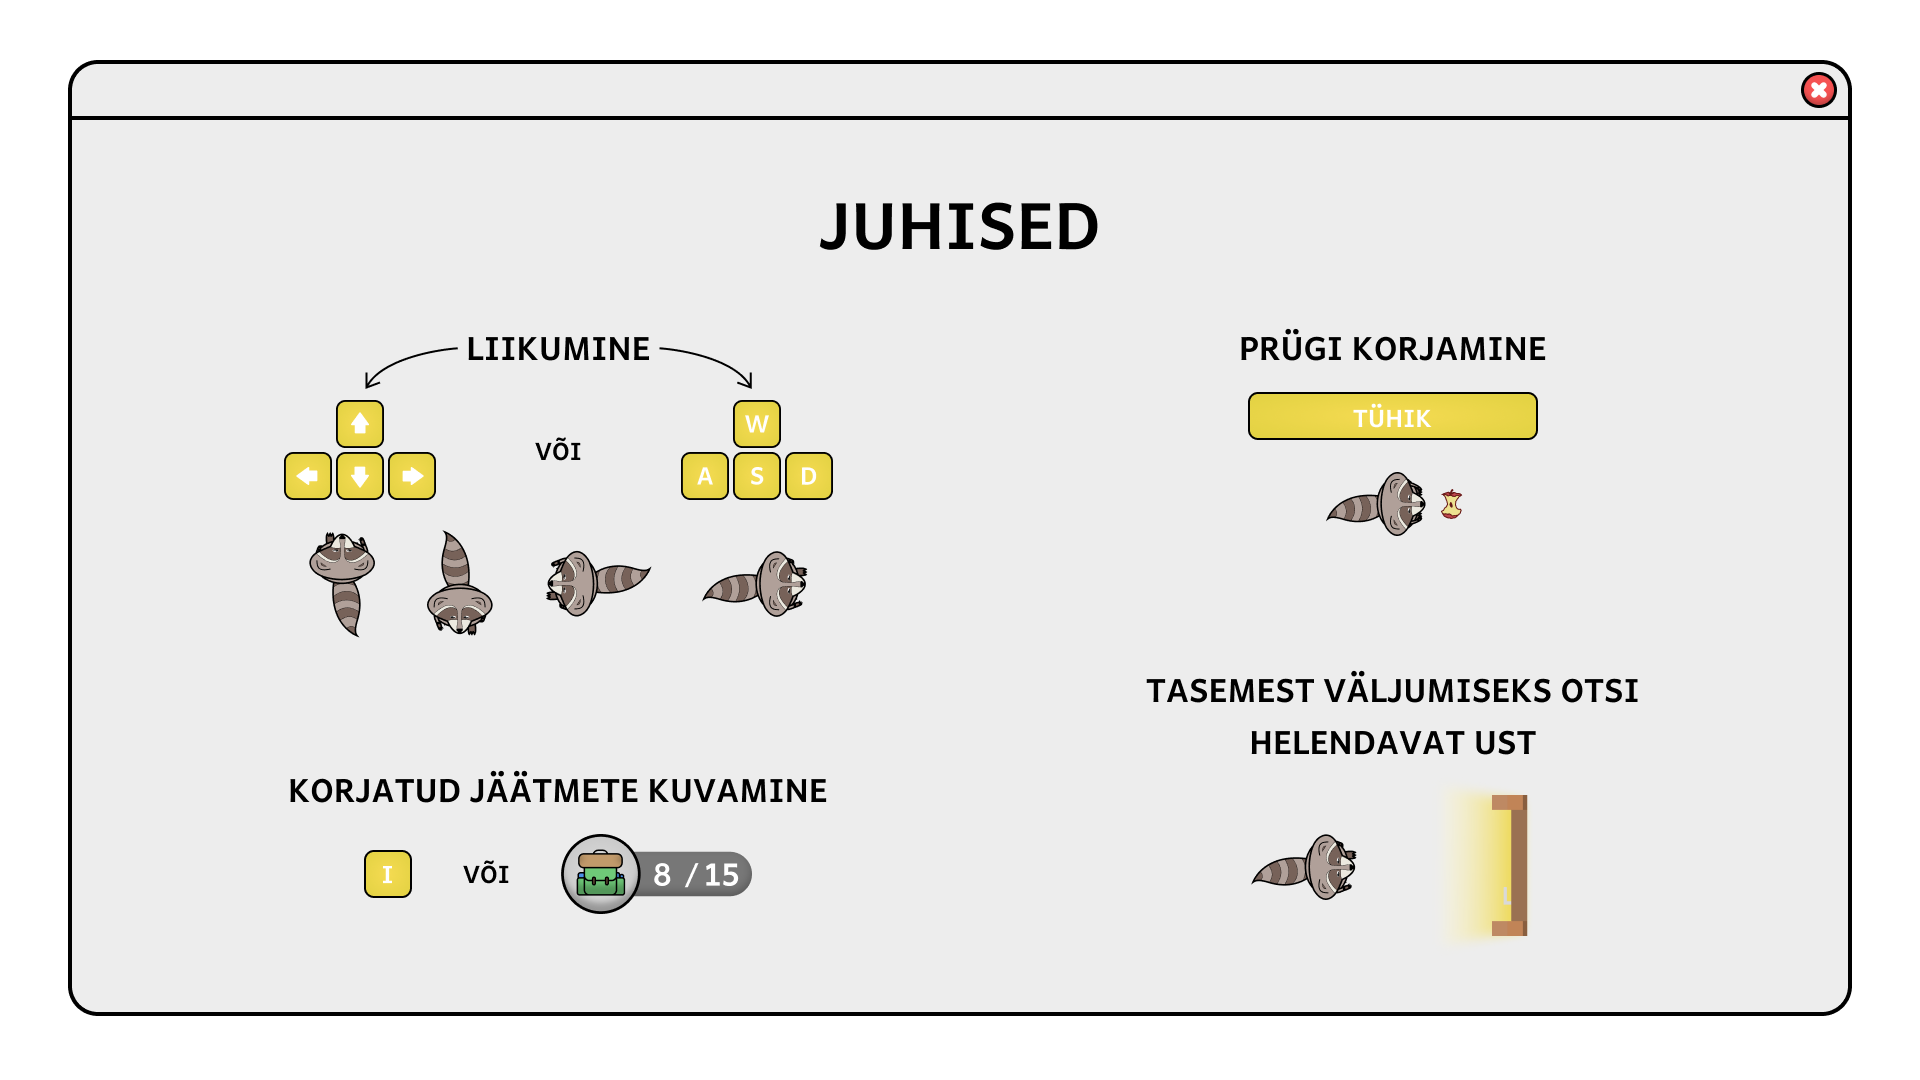 JUHISED
LIIKUMINE
VÕI
W
A S D
KORJATUD JÄÄTMETE KUVAMINE
I VÕI 8 / 15
PRÜGI KORJAMINE
TÜHIK
TASEMEST VÄLJUMISEKS OTSI
HELENDAVAT UST